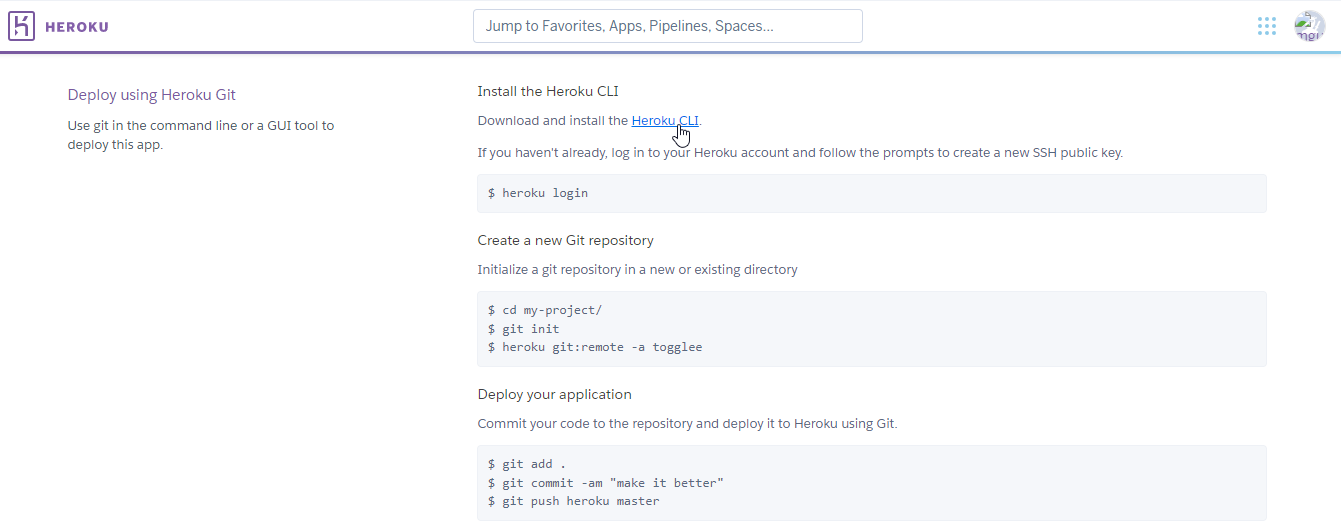 HEROKU
Jump to Favorites, Apps, Pipelines, Spaces...
Deploy using Heroku Git
Use git in the command line or a GUI tool to
deploy this app.
Install the Heroku CLI
Download and install the Heroku CLI.
If you haven't already, log in to your Heroku account and follow the prompts to create a new SSH public key.
$ heroku login
Create a new Git repository
Initialize a git repository in a new or existing directory
$ cd my-project/
$ git init
$ heroku git:remote -a togglee
Deploy your application
Commit your code to the repository and deploy it to Heroku using Git.
$ git add .
$ git commit -am "make it better"
$ git push heroku master